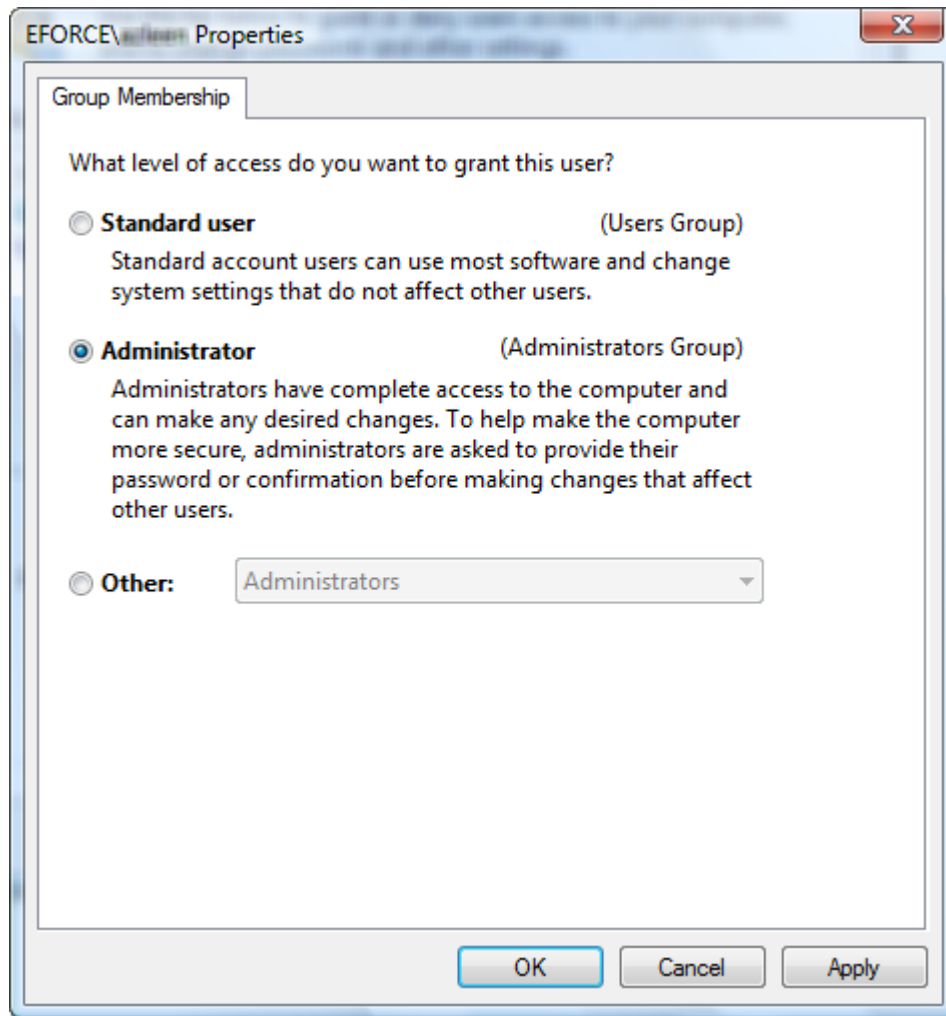 EFORCE\ Properties
Group Membership
What level of access do you want to grant this user?
Standard user (Users Group)
Standard account users can use most software and change
system settings that do not affect other users.
Administrator (Administrators Group)
Administrators have complete access to the computer and
can make any desired changes. To help make the computer
more secure, administrators are asked to provide their
password or confirmation before making changes that affect
other users.
Other: Administrators
OK Cancel Apply